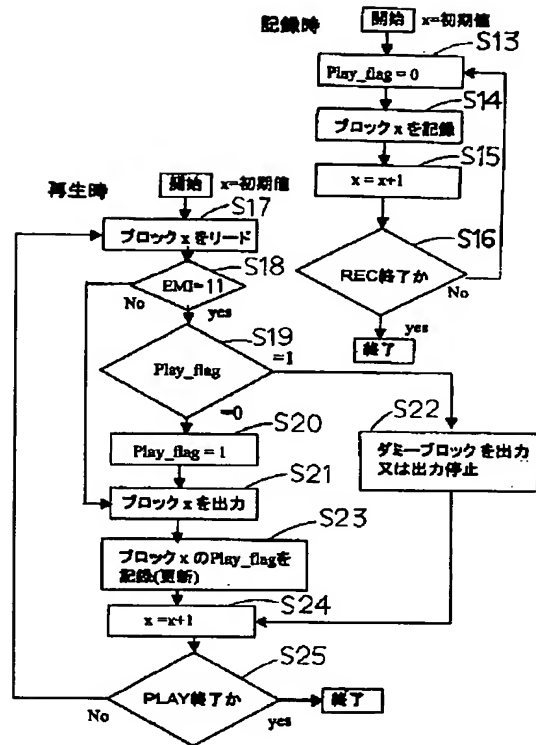 記録時
開始 x=初期値
S13
Play_flag = 0
S14
ブロック x を記録
S15
x = x+1
S16
REC終了か
No
yes
終了
再生時
開始 x=初期値
S17
ブロック x をリード
S18
EMI=11
No
yes
S19
Play_flag
=1
=0
S20
Play_flag = 1
S21
ブロック x を出力
S22
ダミーブロックを出力
又は出力停止
S23
ブロック x のPlay_flagを
記録(更新)
S24
x =x+1
S25
PLAY終了か
No
yes
終了